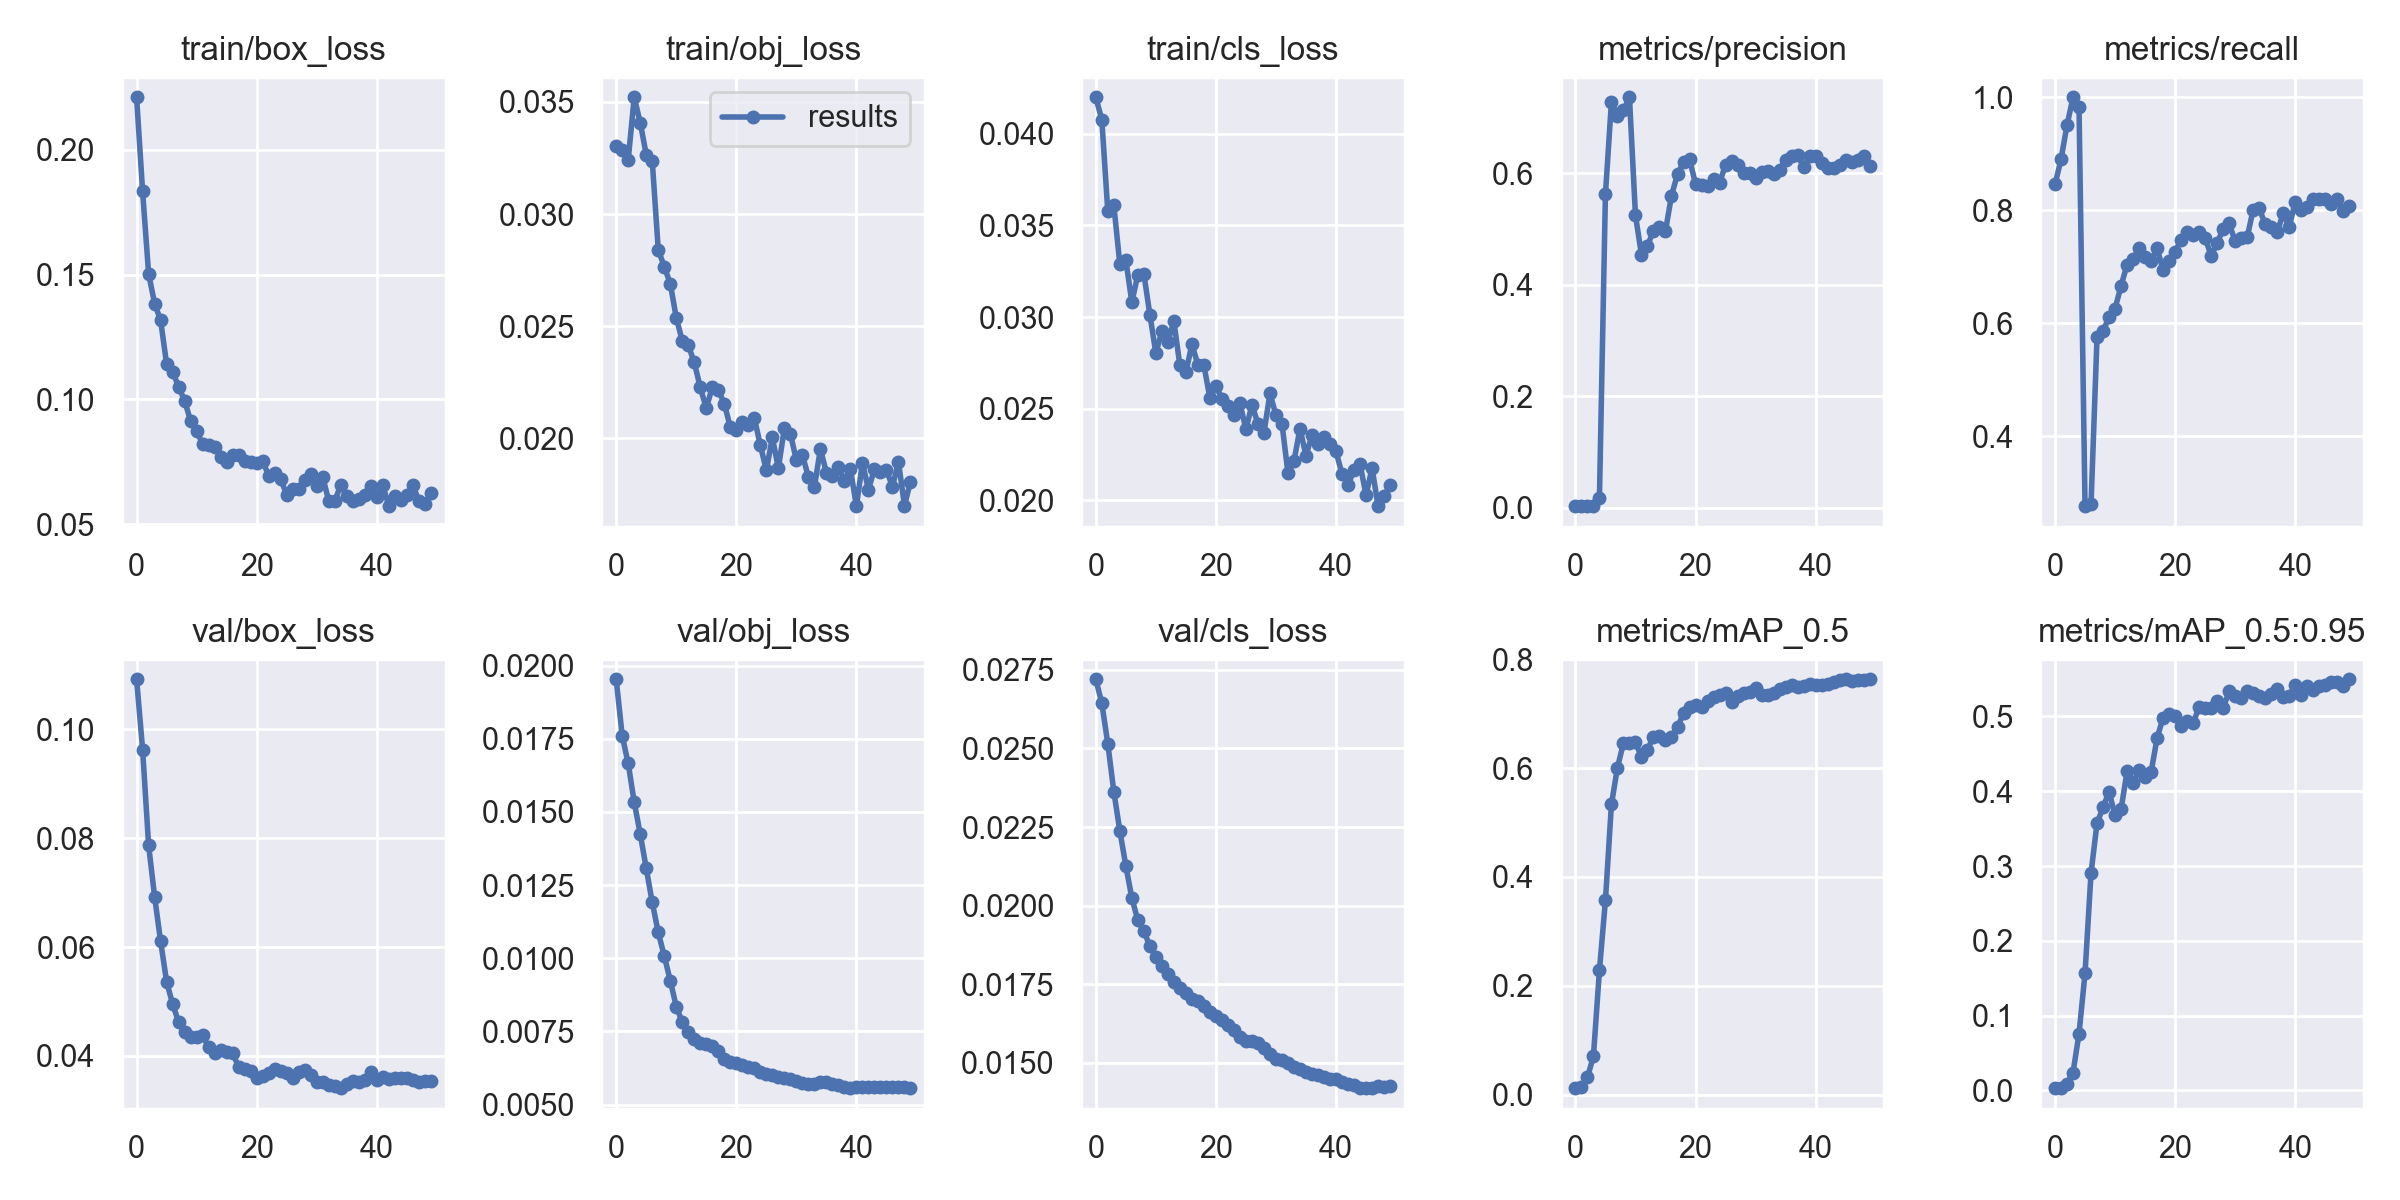 train/box_loss
0.20
0.15
0.10
0.05
0 20 40
train/obj_loss
results
0.035
0.030
0.025
0.020
0 20 40
train/cls_loss
0.040
0.035
0.030
0.025
0.020
0 20 40
metrics/precision
0.6
0.4
0.2
0.0
0 20 40
metrics/recall
1.0
0.8
0.6
0.4
0 20 40
val/box_loss
0.10
0.08
0.06
0.04
0 20 40
val/obj_loss
0.0200
0.0175
0.0150
0.0125
0.0100
0.0075
0.0050
0 20 40
val/cls_loss
0.0275
0.0250
0.0225
0.0200
0.0175
0.0150
0 20 40
metrics/mAP_0.5
0.8
0.6
0.4
0.2
0.0
0 20 40
metrics/mAP_0.5:0.95
0.5
0.4
0.3
0.2
0.1
0.0
0 20 40